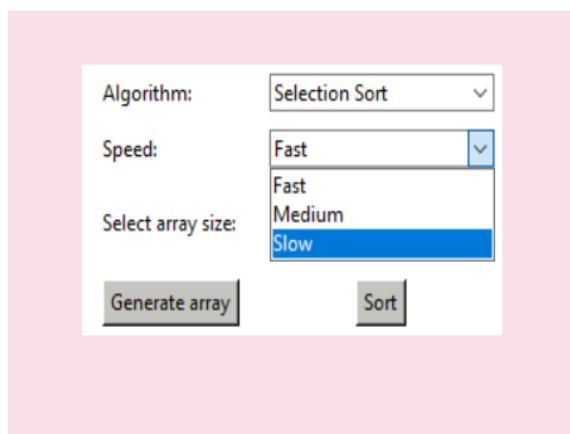 Algorithm: Selection Sort
Speed: Fast
Fast
Medium
Select array size:
Slow
Generate array Sort